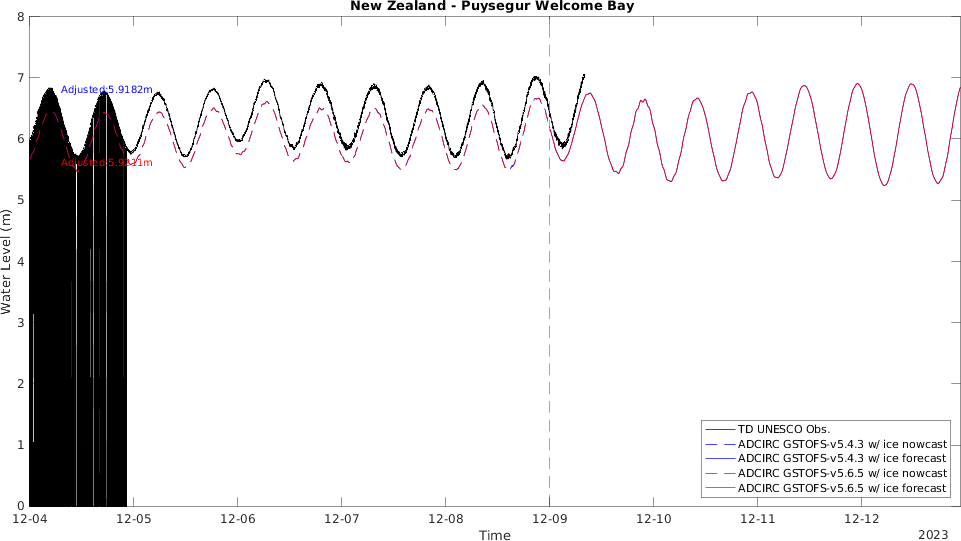 New Zealand - Puysegur Welcome Bay
8
7
6
5
4
3
2
1
0
Water Level (m)
Adjusted:5.9182m
Adjusted:5.9311m
TD UNESCO Obs.
ADCIRC GSTOFS-v5.4.3 w/ ice nowcast
ADCIRC GSTOFS-v5.4.3 w/ ice forecast
ADCIRC GSTOFS-v5.6.5 w/ ice nowcast
ADCIRC GSTOFS-v5.6.5 w/ ice forecast
12-04 12-05 12-06 12-07 12-08 12-09 12-10 12-11 12-12
Time
2023